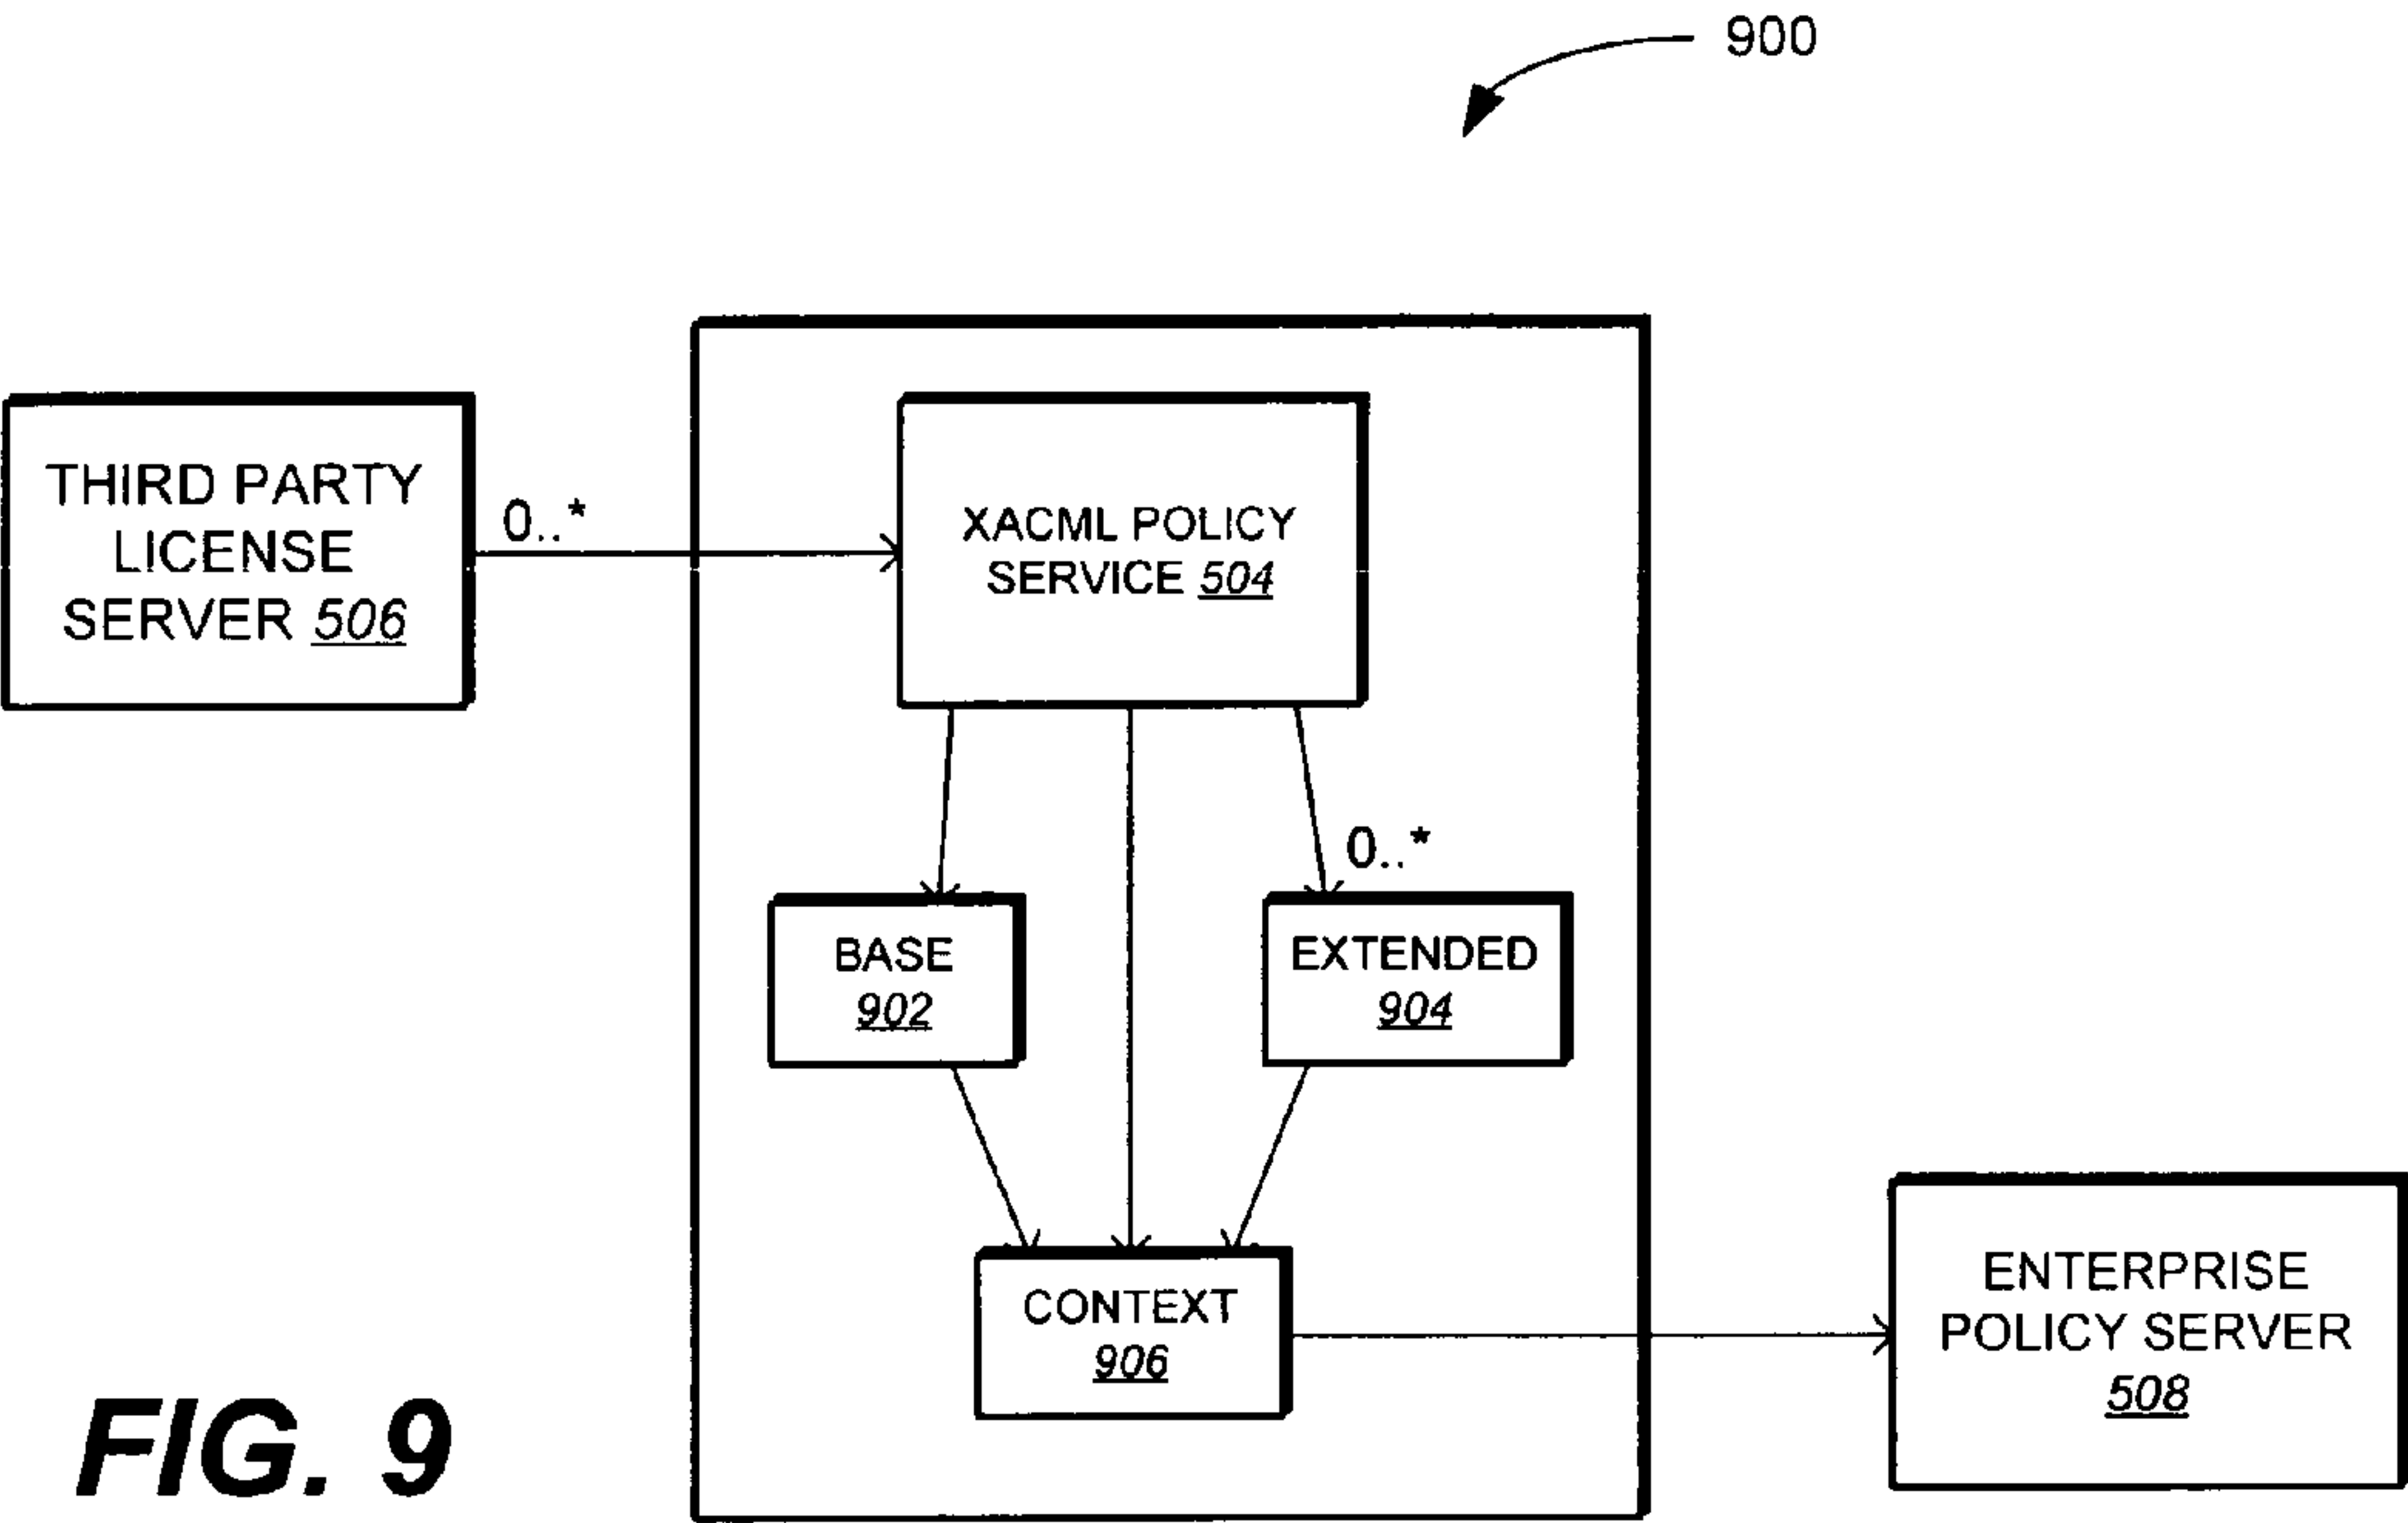 900
THIRD PARTY
LICENSE
SERVER 506
0..*
XACML POLICY
SERVICE 504
0..*
BASE
902
EXTENDED
904
CONTEXT
906
ENTERPRISE
POLICY SERVER
508
FIG. 9